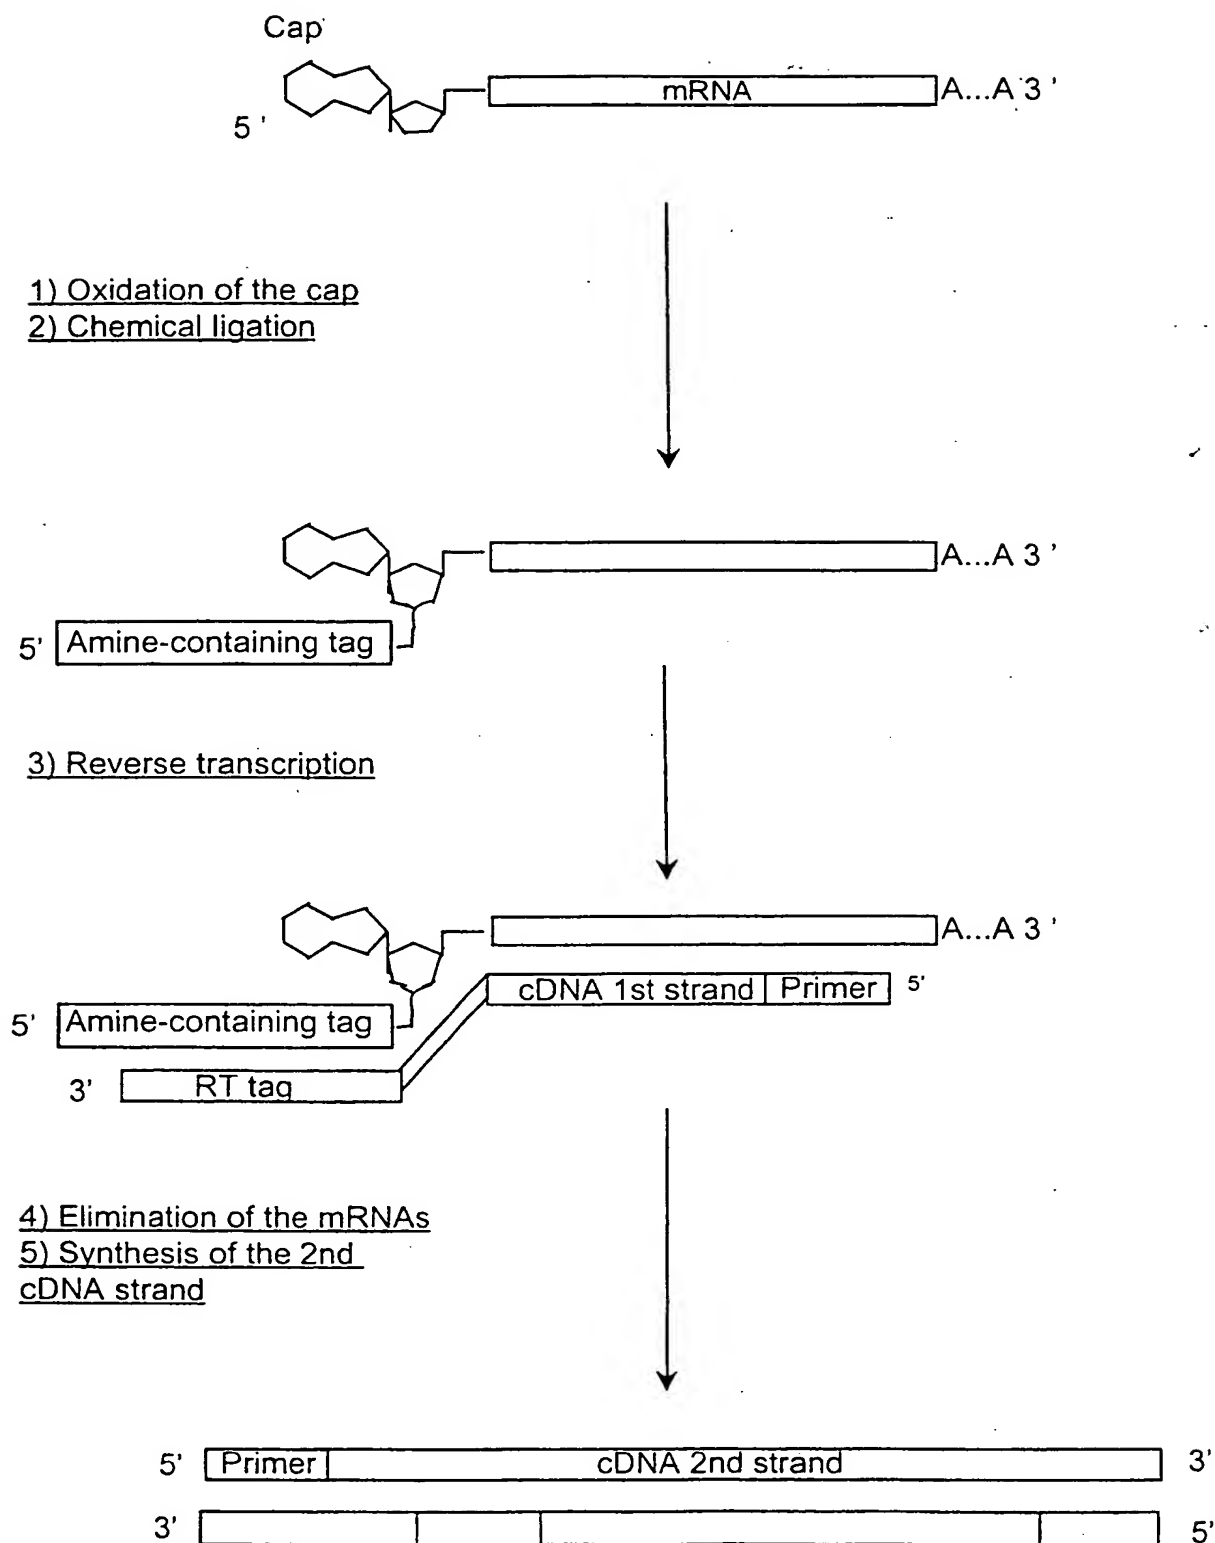 Cap
mRNA
A...A 3 '
5 '
1) Oxidation of the cap
2) Chemical ligation
A...A 3 '
5' Amine-containing tag
3) Reverse transcription
A...A 3 '
cDNA 1st strand Primer 5'
5' Amine-containing tag
3' RT tag
4) Elimination of the mRNAs
5) Synthesis of the 2nd
cDNA strand
5' Primer cDNA 2nd strand 3'
3' 5'